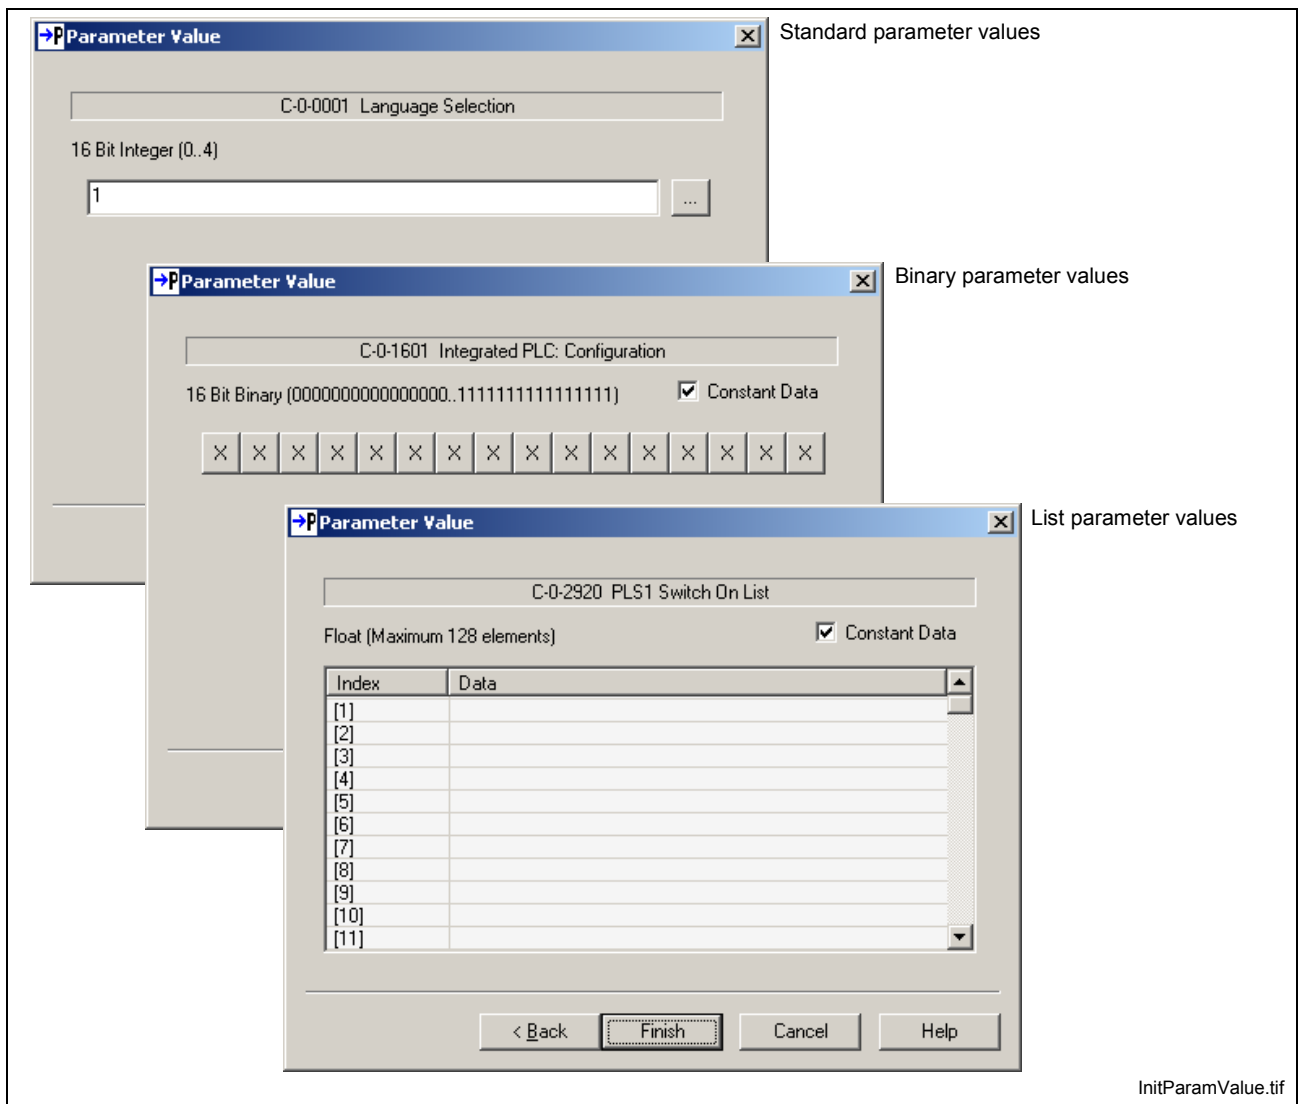 →P Parameter Value
Standard parameter values
C-0-0001 Language Selection
16 Bit Integer (0..4)
1
...
→P Parameter Value
Binary parameter values
C-0-1601 Integrated PLC: Configuration
16 Bit Binary (0000000000000000..1111111111111111) Constant Data
X X X X X X X X X X X X X X X X
→P Parameter Value
List parameter values
C-0-2920 PLS1 Switch On List
Float (Maximum 128 elements) Constant Data
Index Data
[1]
[2]
[3]
[4]
[5]
[6]
[7]
[8]
[9]
[10]
[11]
< Back Finish Cancel Help
InitParamValue.tif